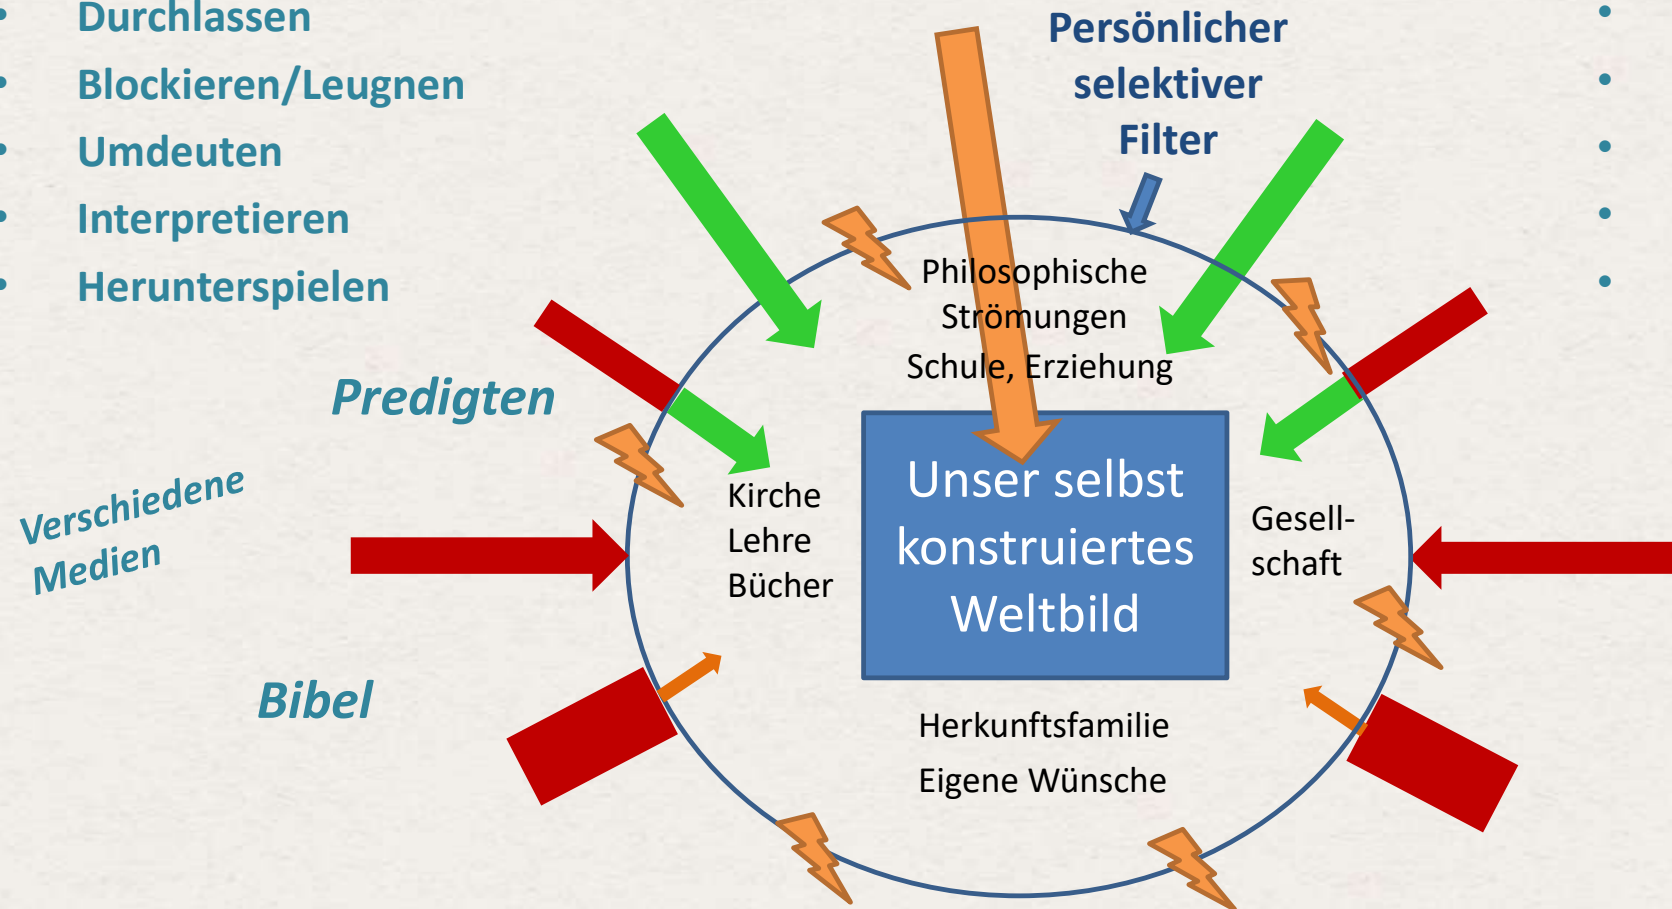 • Durchlassen
• Blockieren/Leugnen
• Umdeuten
• Interpretieren
• Herunterspielen
Persönlicher
selektiver
Filter
Philosophische
Strömungen
Schule, Erziehung
Predigten
Verschiedene
Medien
Bibel
Kirche
Lehre
Bücher
Unser selbst
konstruiertes
Weltbild
Gesell-
schaft
Herkunftsfamilie
Eigene Wünsche